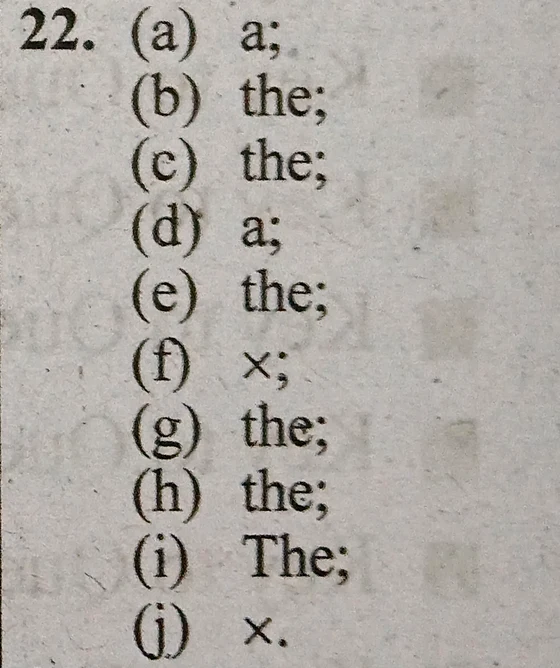 22. (a) a;
(b) the;
(c) the;
(d) a;
(e) the;
(f) ×;
(g) the;
(h) the;
(i) The;
(j) ×.